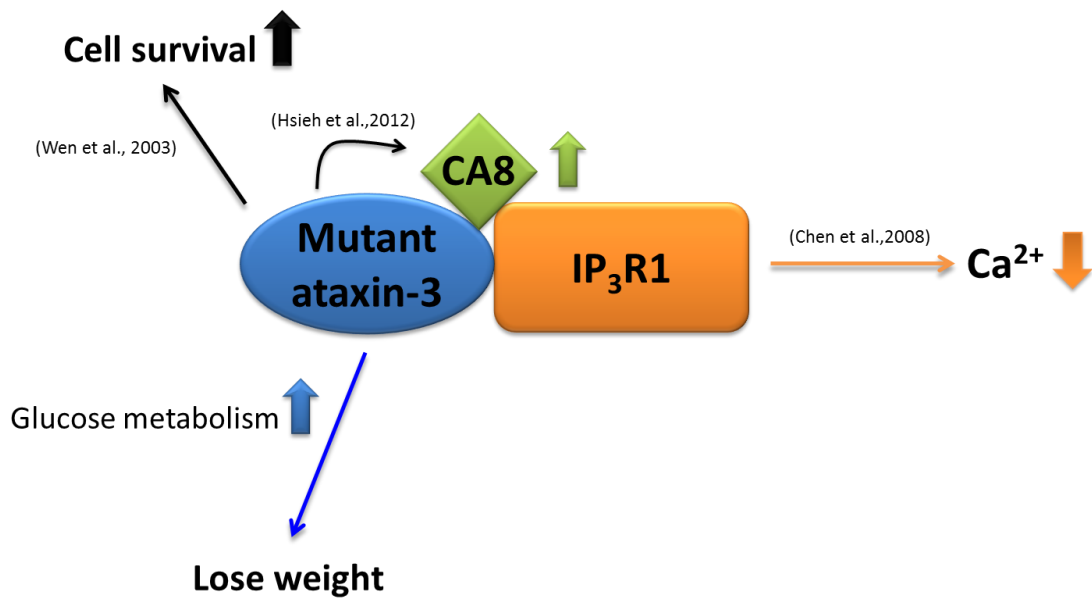 Cell survival
(Hsieh et al.,2012)
(Wen et al., 2003)
CA8
Mutant
ataxin-3
IP₃R1
(Chen et al.,2008)
Ca²⁺
Glucose metabolism
Lose weight